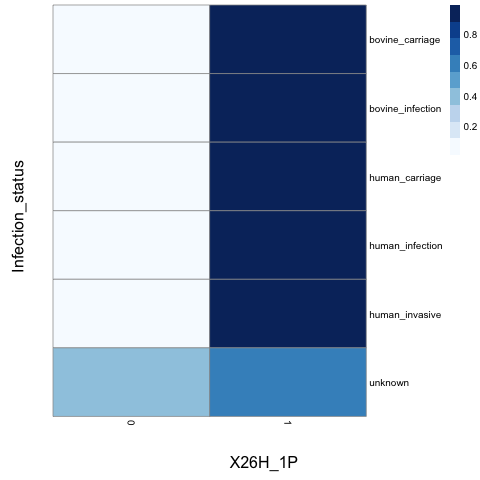 bovine_carriage
bovine_infection
human_carriage
human_infection
human_invasive
unknown
0.8
0.6
0.4
0.2
Infection_status
0
1
X26H_1P